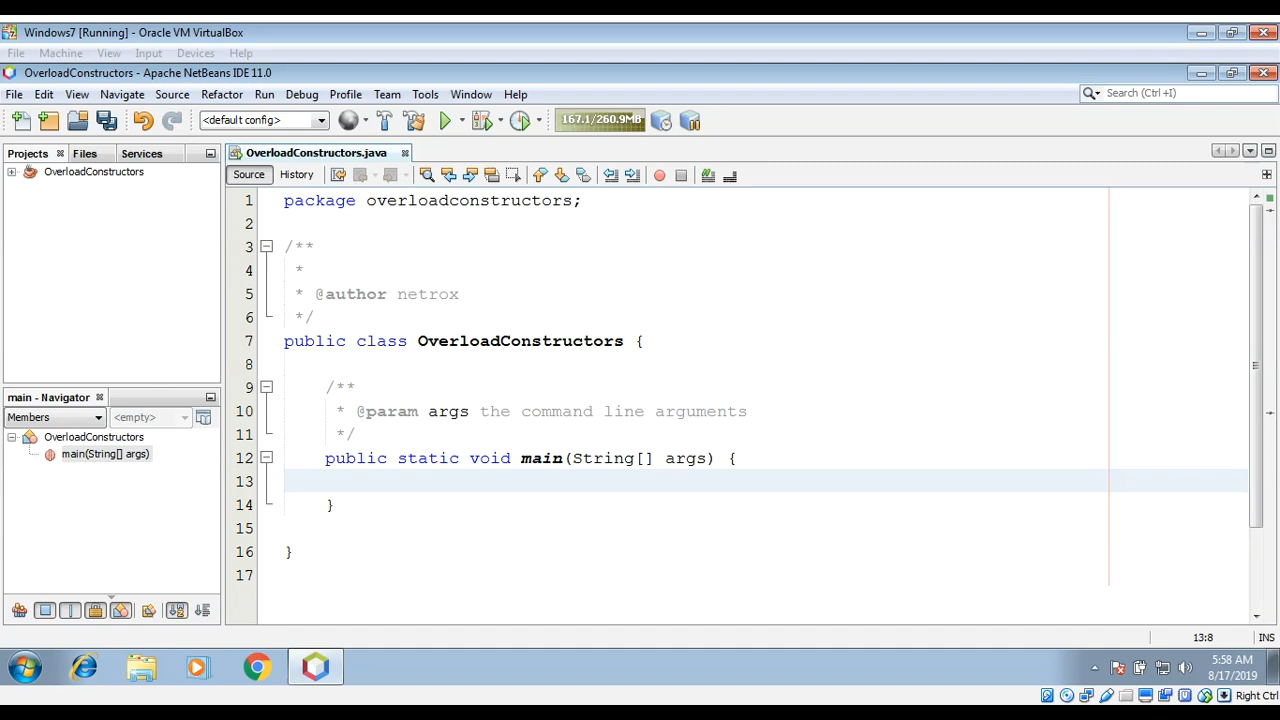 Windows7 [Running] - Oracle VM VirtualBox
File Machine View Input Devices Help
OverloadConstructors - Apache NetBeans IDE 11.0
File Edit View Navigate Source Refactor Run Debug Profile Team Tools Window Help
Search (Ctrl +I)
<default config>
167.1/260.9MB
Projects Files Services
OverloadConstructors.java
OverloadConstructors
Source History
1 package overloadconstructors;
2
3 /**
4 *
5 * @author netrox
6 */
7 public class OverloadConstructors {
8
9 /**
10 * @param args the command line arguments
11 */
12 public static void main(String[] args) {
13
14 }
15
16 }
17
main - Navigator
Members <empty>
OverloadConstructors
main(String[] args)
13:8 INS
5:58 AM
8/17/2019
Right Ctrl